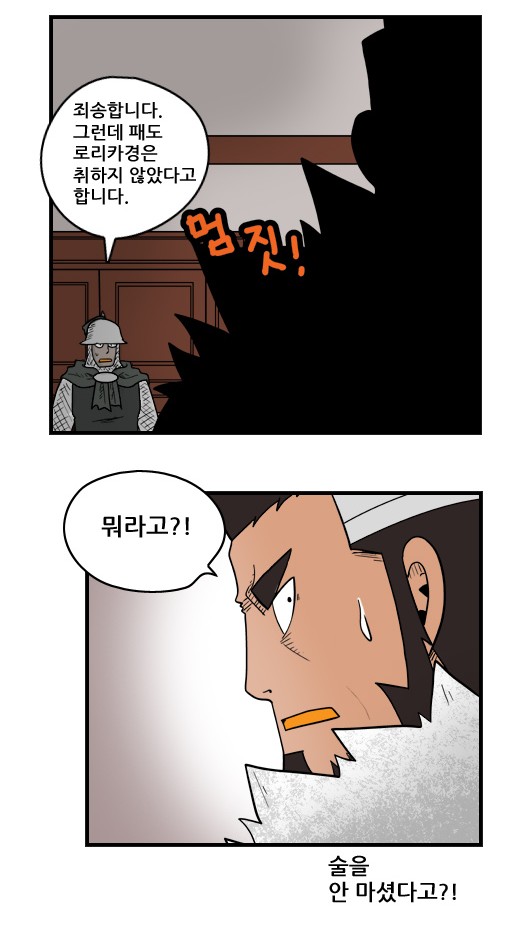 죄송합니다.
그런데 패도
로리카경은
취하지 않았다고
합니다.
멈짓!
뭐라고?!
술을
안 마셨다고?!